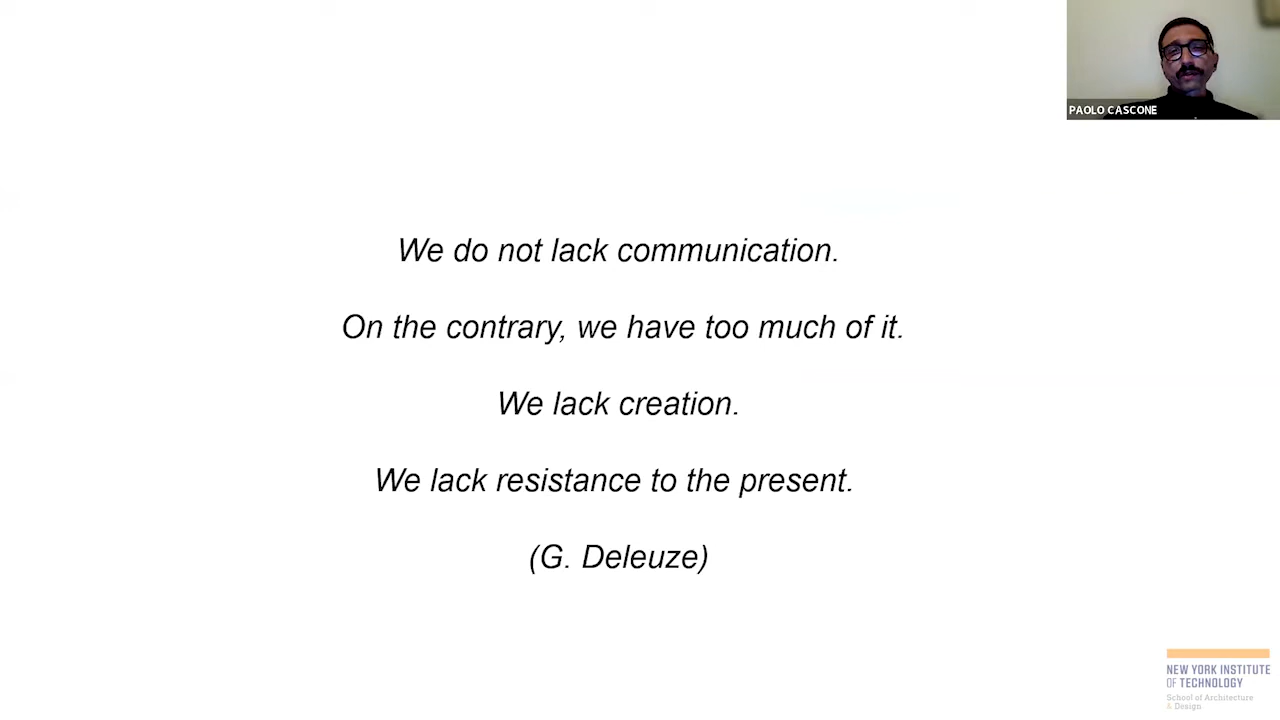 PAOLO CASCONE
We do not lack communication.
On the contrary, we have too much of it.
We lack creation.
We lack resistance to the present.
(G. Deleuze)
NEW YORK INSTITUTE
OF TECHNOLOGY
School of Architecture
& Design